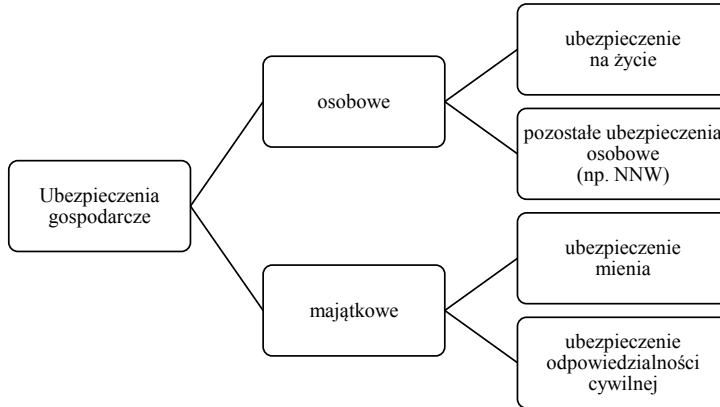 Ubezpieczenia
gospodarcze
osobowe
ubezpieczenie
na życie
pozostałe ubezpieczenia
osobowe
(np. NNW)
majątkowe
ubezpieczenie
mienia
ubezpieczenie
odpowiedzialności
cywilnej